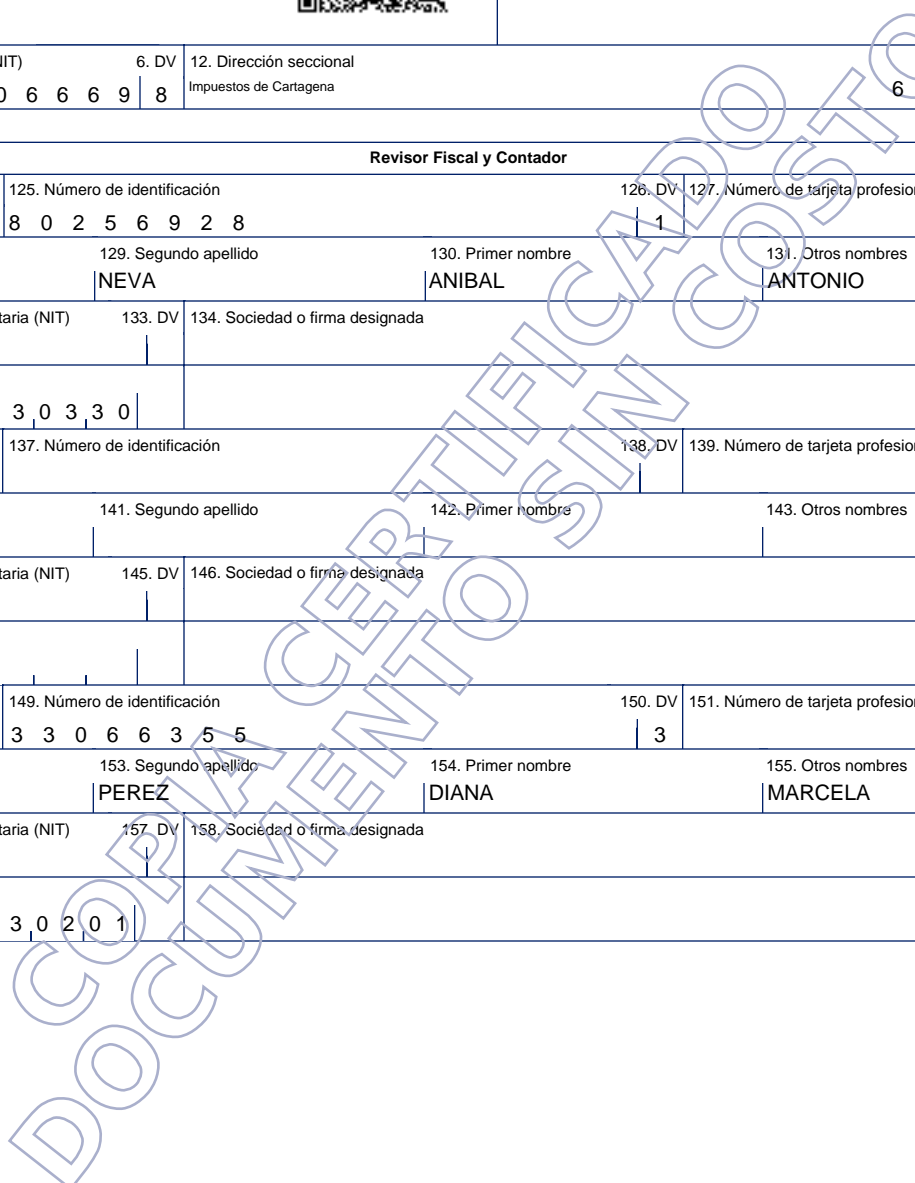 IIT) 6. DV 12. Dirección seccional
0 6 6 6 9 8 Impuestos de Cartagena 6
Revisor Fiscal y Contador
125. Número de identificación 126. DV 127. Número de tarjeta profesion
8 0 2 5 6 9 2 8 1
129. Segundo apellido 130. Primer nombre 131. Otros nombres
NEVA ANIBAL ANTONIO
taria (NIT) 133. DV 134. Sociedad o firma designada
3 0 3 3 0
137. Número de identificación 138. DV 139. Número de tarjeta profesion
141. Segundo apellido 142. Primer nombre 143. Otros nombres
taria (NIT) 145. DV 146. Sociedad o firma designada
149. Número de identificación 150. DV 151. Número de tarjeta profesion
3 3 0 6 6 3 5 5 3
153. Segundo apellido 154. Primer nombre 155. Otros nombres
PEREZ DIANA MARCELA
taria (NIT) 157. DV 158. Sociedad o firma designada
3 0 2 0 1
COPIA CERTIFICADO
DOCUMENTO SIN COSTO